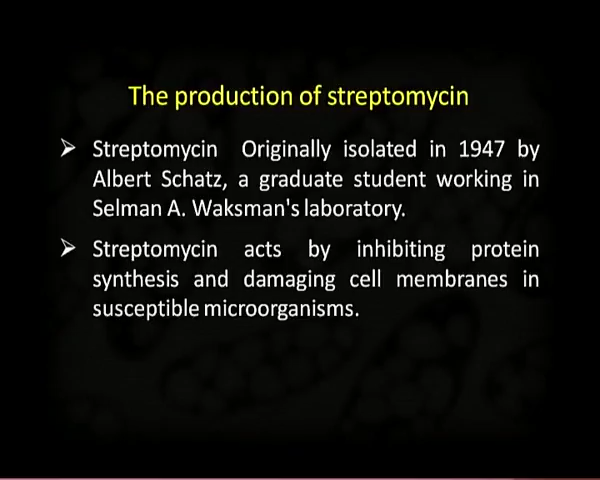 The production of streptomycin
➢ Streptomycin Originally isolated in 1947 by
Albert Schatz, a graduate student working in
Selman A. Waksman's laboratory.
➢ Streptomycin acts by inhibiting protein
synthesis and damaging cell membranes in
susceptible microorganisms.